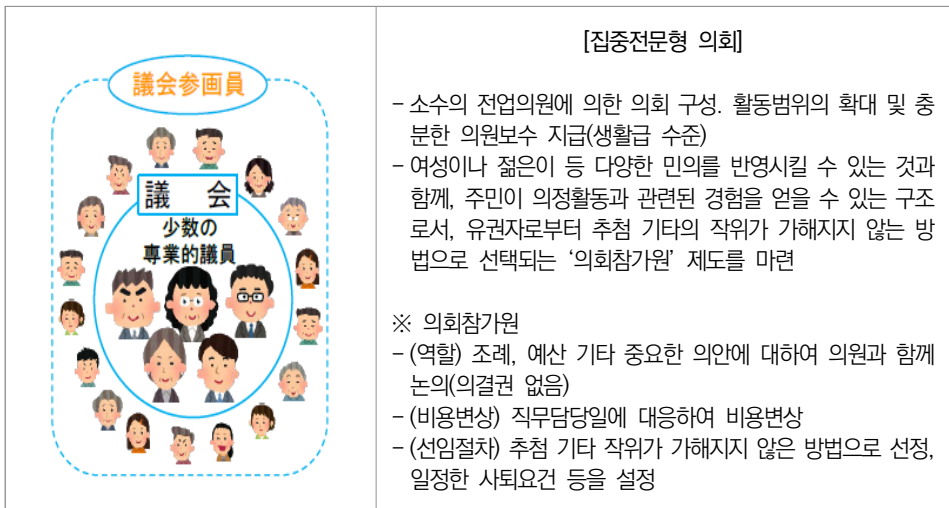 議会参画員
議 会
少数の
専業的議員
[집중전문형 의회]
- 소수의 전업의원에 의한 의회 구성. 활동범위의 확대 및 충
분한 의원보수 지급(생활급 수준)
- 여성이나 젊은이 등 다양한 민의를 반영시킬 수 있는 것과
함께, 주민이 의정활동과 관련된 경험을 얻을 수 있는 구조
로서, 유권자로부터 추첨 기타의 작위가 가해지지 않는 방
법으로 선택되는 ‘의회참가원’ 제도를 마련
※ 의회참가원
- (역할) 조례, 예산 기타 중요한 의안에 대하여 의원과 함께
논의(의결권 없음)
- (비용변상) 직무담당일에 대응하여 비용변상
- (선임절차) 추첨 기타 작위가 가해지지 않은 방법으로 선정,
일정한 사퇴요건 등을 설정